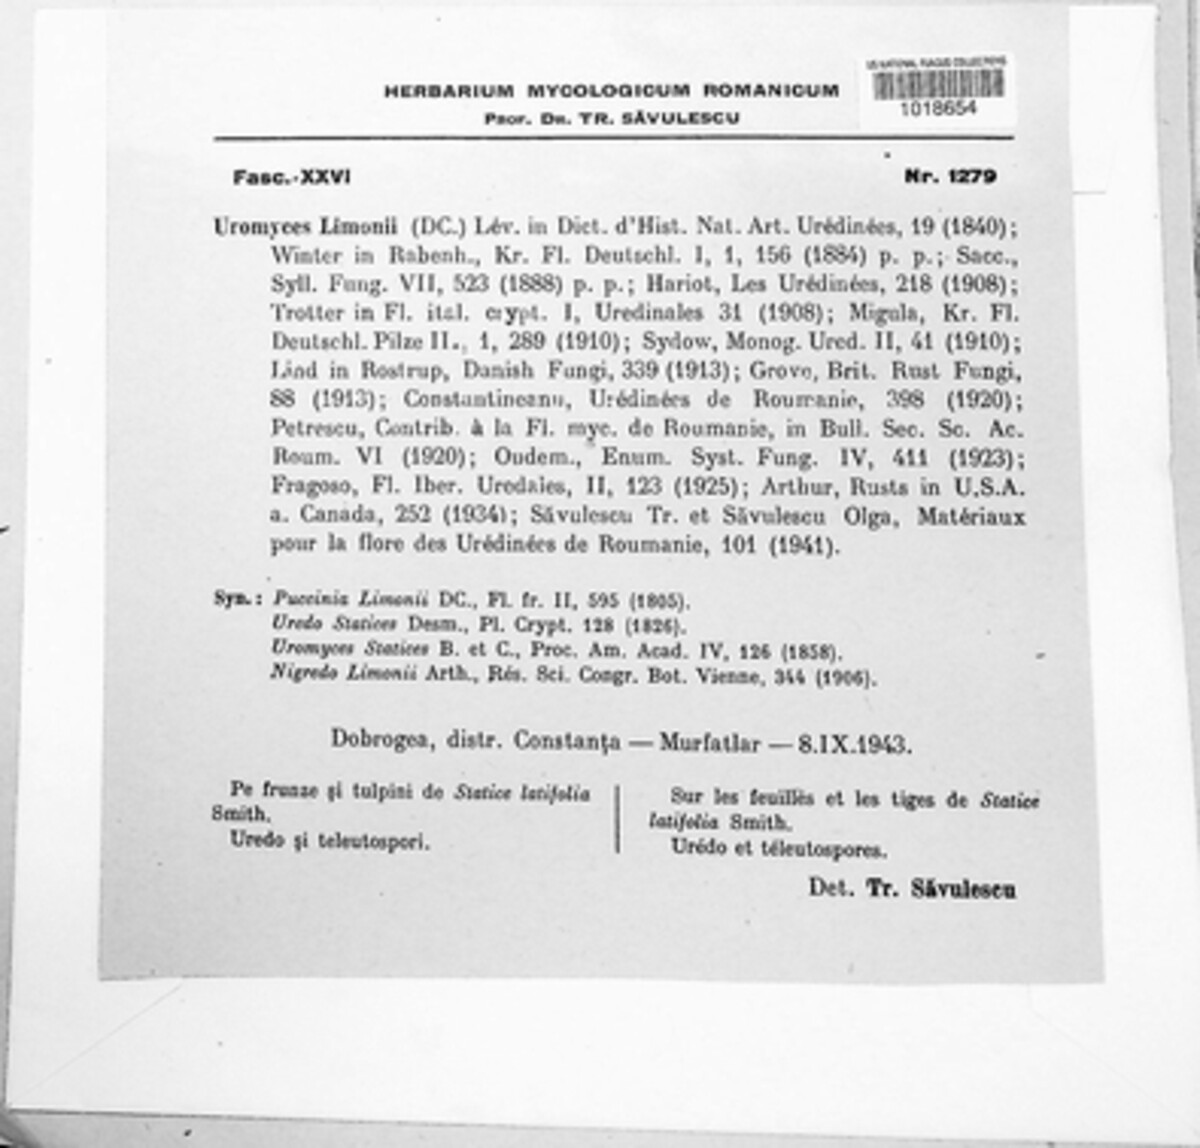 US NATIONAL FUNGUS COLLECTIONS
1018654
HERBARIUM MYCOLOGICUM ROMANICUM
PROF. DR. TR. SĂVULESCU
Fasc. XXVI
Nr. 1279
Uromyces Limonii (DC.) Lév. in Dict. d'Hist. Nat. Art. Urédinées, 19 (1840);
Winter in Rabenh., Kr. Fl. Deutschl. I, 1, 156 (1884) p. p.; Sacc.,
Syll. Fung. VII, 523 (1888) p. p.; Hariot, Les Urédinées, 218 (1908);
Trotter in Fl. ital. crypt. I, Uredinales 31 (1908); Migula, Kr. Fl.
Deutschl. Pilze II., 1, 289 (1910); Sydow, Monog. Ured. II, 41 (1910);
Lind in Rostrup, Danish Fungi, 339 (1913); Grove, Brit. Rust Fungi,
88 (1913); Constantineanu, Urédinées de Roumanie, 398 (1920);
Petrescu, Contrib. à la Fl. myc. de Roumanie, in Bull. Sec. Sc. Ac.
Roum. VI (1920); Oudem., Enum. Syst. Fung. IV, 411 (1923);
Fragoso, Fl. Iber. Uredales, II, 123 (1925); Arthur, Rusts in U.S.A.
a. Canada, 252 (1934); Săvulescu Tr. et Săvulescu Olga, Matériaux
pour la flore des Urédinées de Roumanie, 101 (1941).
Syn.: Puccinia Limonii DC., Fl. fr. II, 595 (1805).
Uredo Statices Desm., Pl. Crypt. 128 (1826).
Uromyces Statices B. et C., Proc. Am. Acad. IV, 126 (1858).
Nigredo Limonii Arth., Rés. Sci. Congr. Bot. Vienne, 344 (1906).
Dobrogea, distr. Constanța — Murfatlar — 8.IX.1943.
Pe frunze și tulpini de Statice latifolia
Smith.
Uredo și teleutospori.
Sur les feuilles et les tiges de Statice
latifolia Smith.
Urédo et téleutospores.
Det. Tr. Săvulescu